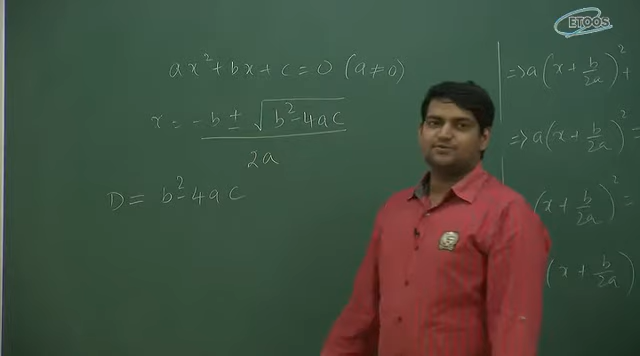 ETOOS
ax² + bx + c = 0 (a ≠ 0)
r = -b ± √(b² - 4ac)
2a
D = b² - 4ac
⇒ a(x + b/2a)² +
⇒ a(x + b/2a)² =
(x + b/2a)² =
(x + b/2a)